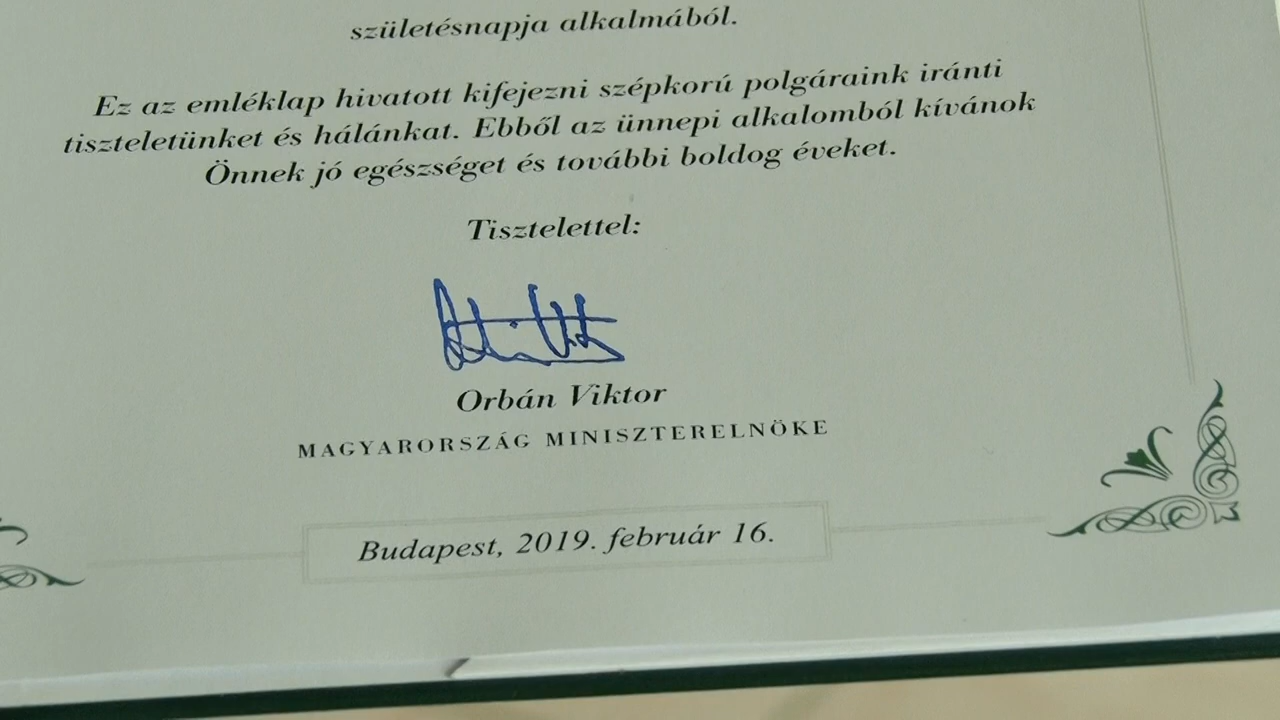 születésnapja alkalmából.
Ez az emléklap hivatott kifejezni szépkorú polgáraink iránti
tiszteletünket és hálánkat. Ebből az ünnepi alkalomból kívánok
Önnek jó egészséget és további boldog éveket.
Tisztelettel:
Orbán Viktor
MAGYARORSZÁG MINISZTERELNÖKE
Budapest, 2019. február 16.